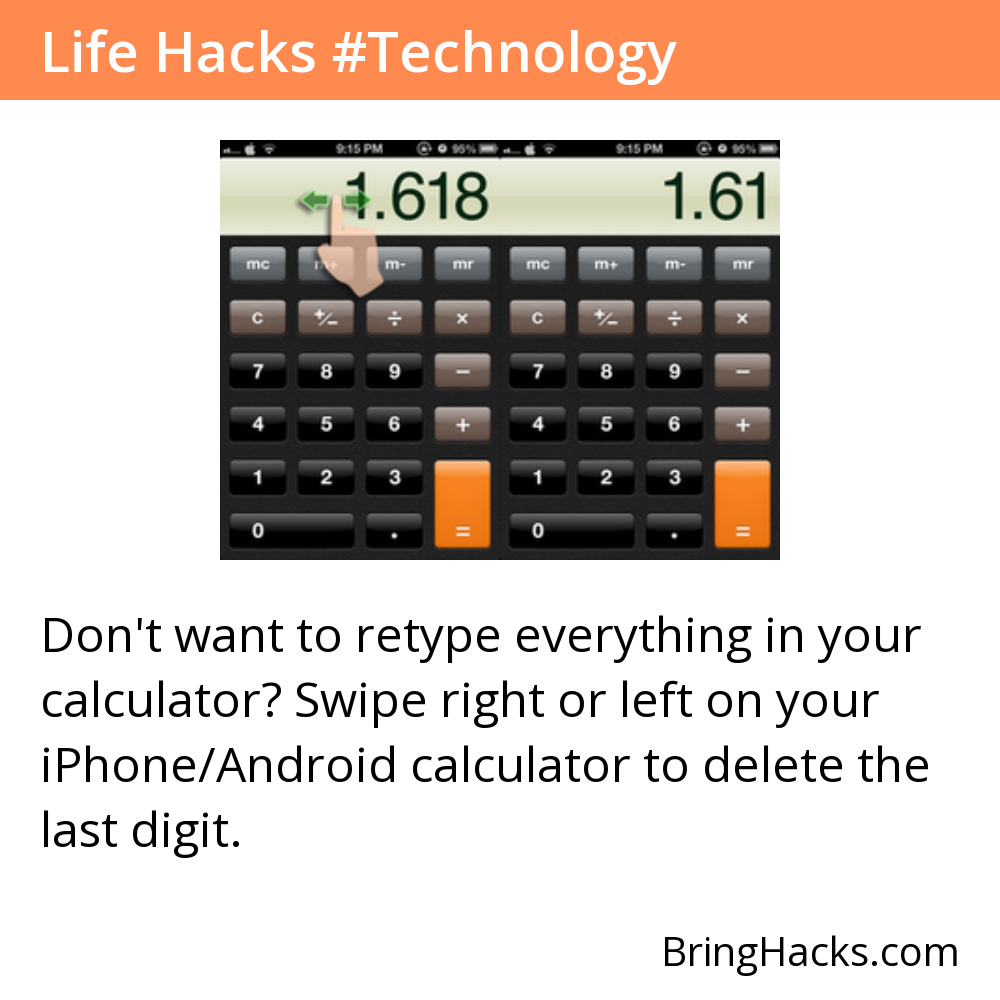 Life Hacks #Technology
9:15 PM 95% 9:15 PM 95%
1.618 1.61
mc m+ m- mr mc m+ m- mr
c +/− ÷ × c +/− ÷ ×
7 8 9 − 7 8 9 −
4 5 6 + 4 5 6 +
1 2 3 1 2 3
0 . = 0 . =
Don't want to retype everything in your
calculator? Swipe right or left on your
iPhone/Android calculator to delete the
last digit.
BringHacks.com